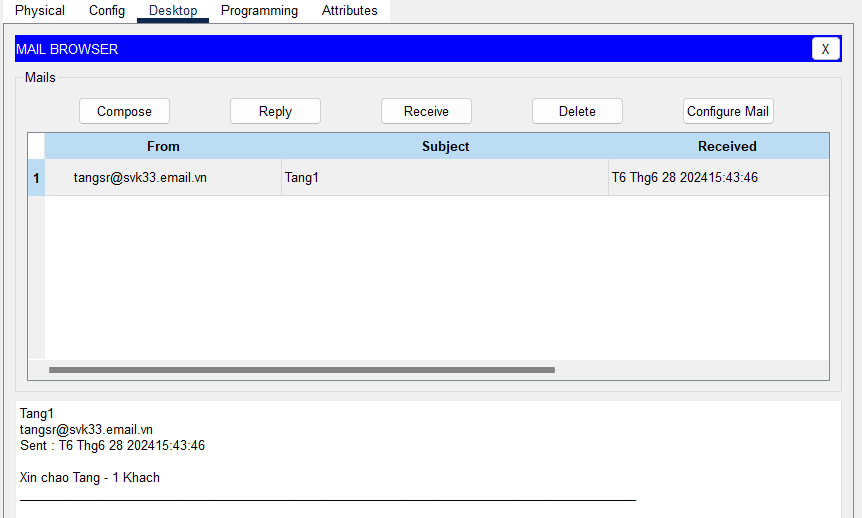 Physical Config Desktop Programming Attributes
MAIL BROWSER X
Mails
Compose Reply Receive Delete Configure Mail
From Subject Received
1 tangsr@svk33.email.vn Tang1 T6 Thg6 28 202415:43:46
Tang1
tangsr@svk33.email.vn
Sent : T6 Thg6 28 202415:43:46
Xin chao Tang - 1 Khach